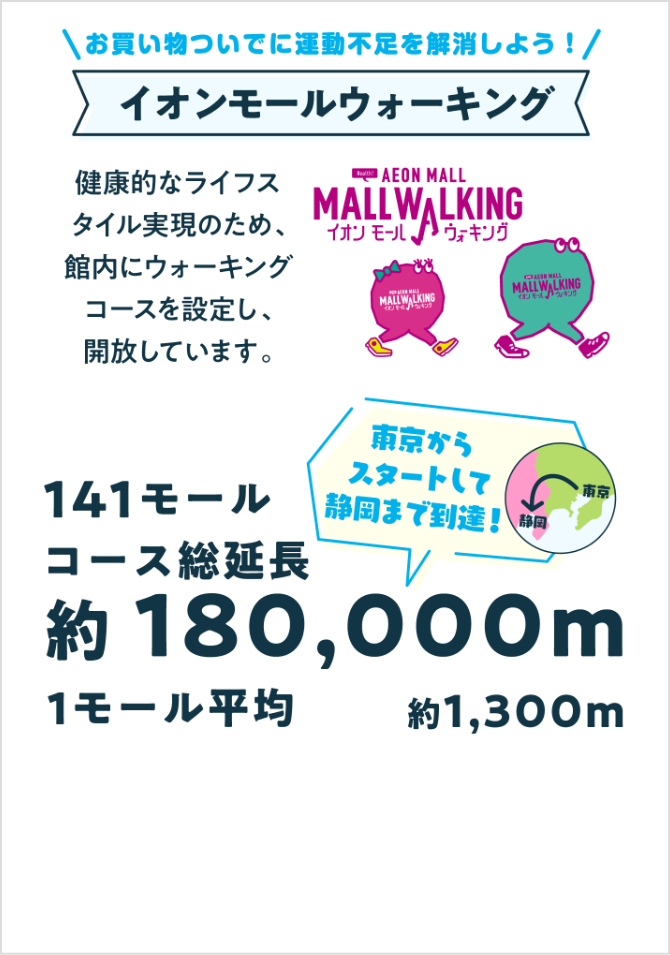 お買い物ついでに運動不足を解消しよう！
イオンモールウォーキング
健康的なライフス
タイル実現のため、
館内にウォーキング
コースを設定し、
開放しています。
Health!
AEON MALL
MALLWALKING
イオン モール ウォーキング
AEON MALL
MALLWALKING
イオン モール ウォーキング
AEON MALL
MALLWALKING
イオン モール ウォーキング
東京から
スタートして
静岡まで到達！
東京
静岡
141モール
コース総延長
約180,000m
1モール平均 約1,300m